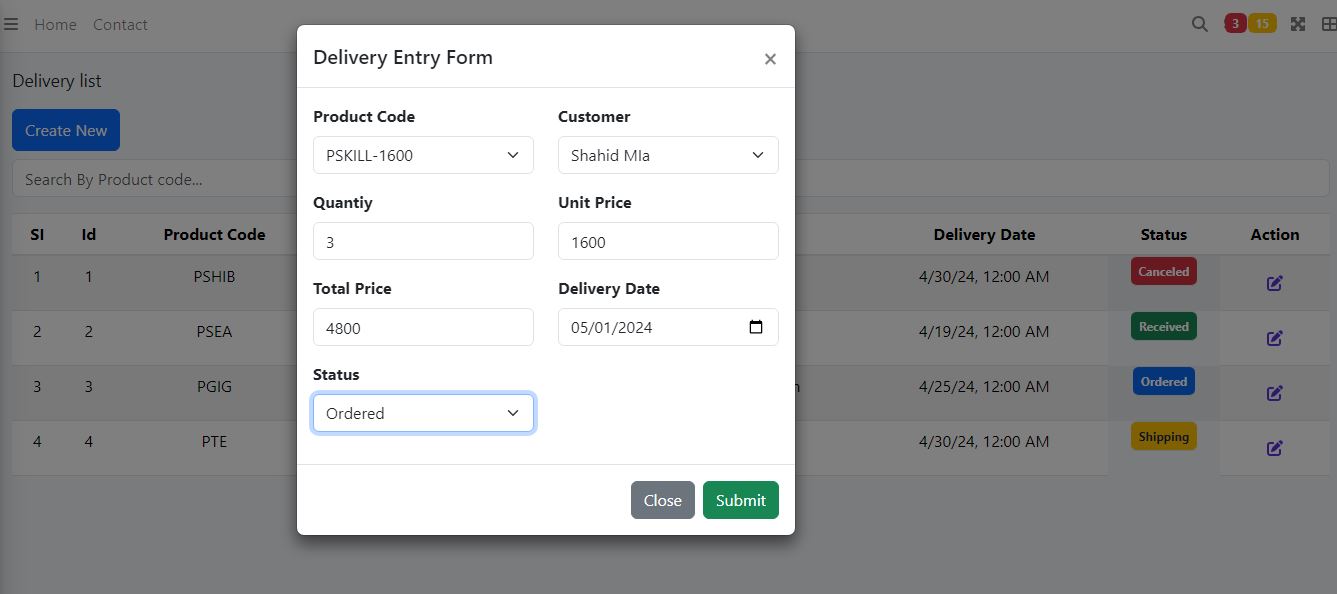 Home Contact 3 15
Delivery list
Create New
Search By Product code...
Sl Id Product Code Delivery Date Status Action
1 1 PSHIB 4/30/24, 12:00 AM Canceled
2 2 PSEA 4/19/24, 12:00 AM Received
3 3 PGIG n 4/25/24, 12:00 AM Ordered
4 4 PTE 4/30/24, 12:00 AM Shipping
Delivery Entry Form ×
Product Code Customer
PSKILL-1600 Shahid MIa
Quantiy Unit Price
3 1600
Total Price Delivery Date
4800 05/01/2024
Status
Ordered
Close Submit